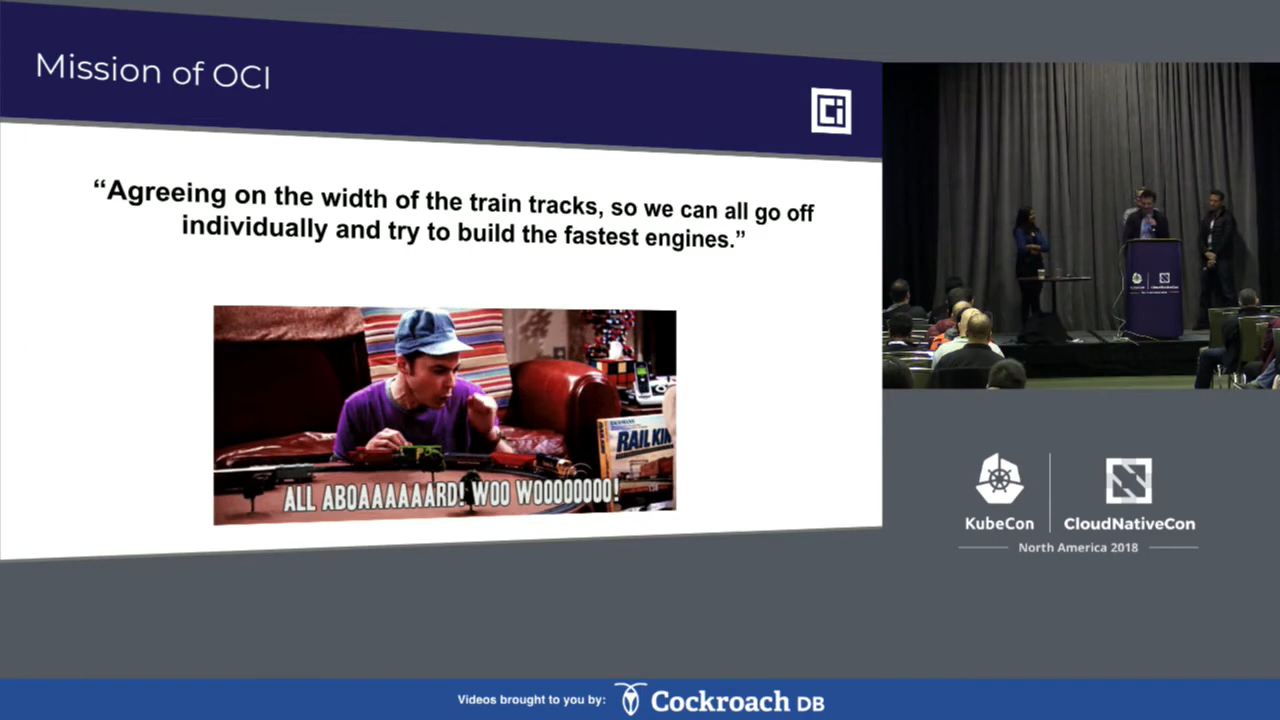 Mission of OCI
Ci
“Agreeing on the width of the train tracks, so we can all go off
individually and try to build the fastest engines.”
RAIL KIN
ALL ABOAAAAAARD! WOO WOOOOOOOO!
KubeCon
CloudNativeCon
North America 2018
Videos brought to you by:
Cockroach DB